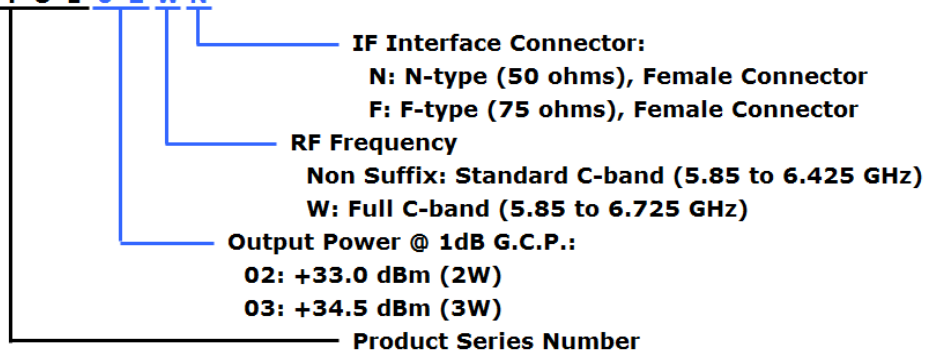 W N
IF Interface Connector:
N: N-type (50 ohms), Female Connector
F: F-type (75 ohms), Female Connector
RF Frequency
Non Suffix: Standard C-band (5.85 to 6.425 GHz)
W: Full C-band (5.85 to 6.725 GHz)
Output Power @ 1dB G.C.P.:
02: +33.0 dBm (2W)
03: +34.5 dBm (3W)
Product Series Number